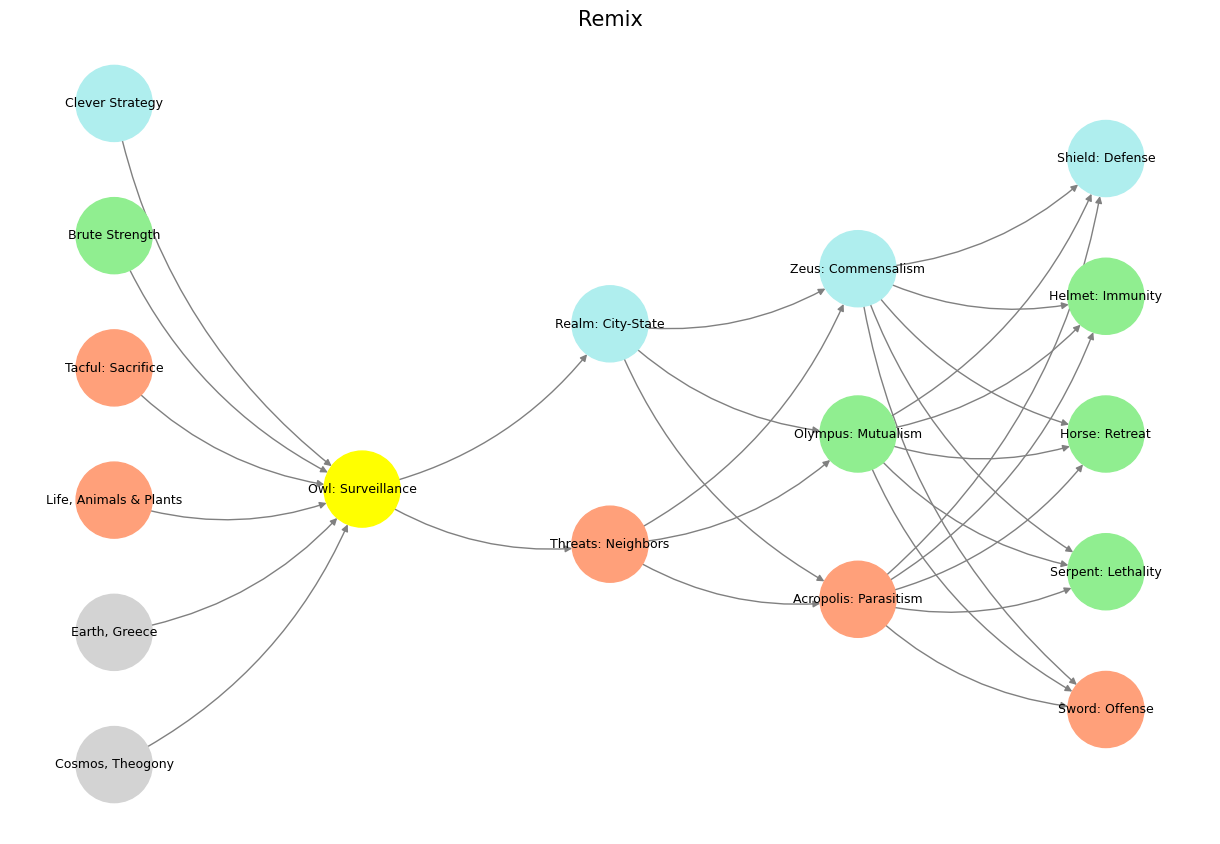 Remix
Clever Strategy
Brute Strength
Tacful: Sacrifice
Life, Animals & Plants
Earth, Greece
Cosmos, Theogony
Owl: Surveillance
Realm: City-State
Threats: Neighbors
Zeus: Commensalism
Olympus: Mutualism
Acropolis: Parasitism
Shield: Defense
Helmet: Immunity
Horse: Retreat
Serpent: Lethality
Sword: Offense